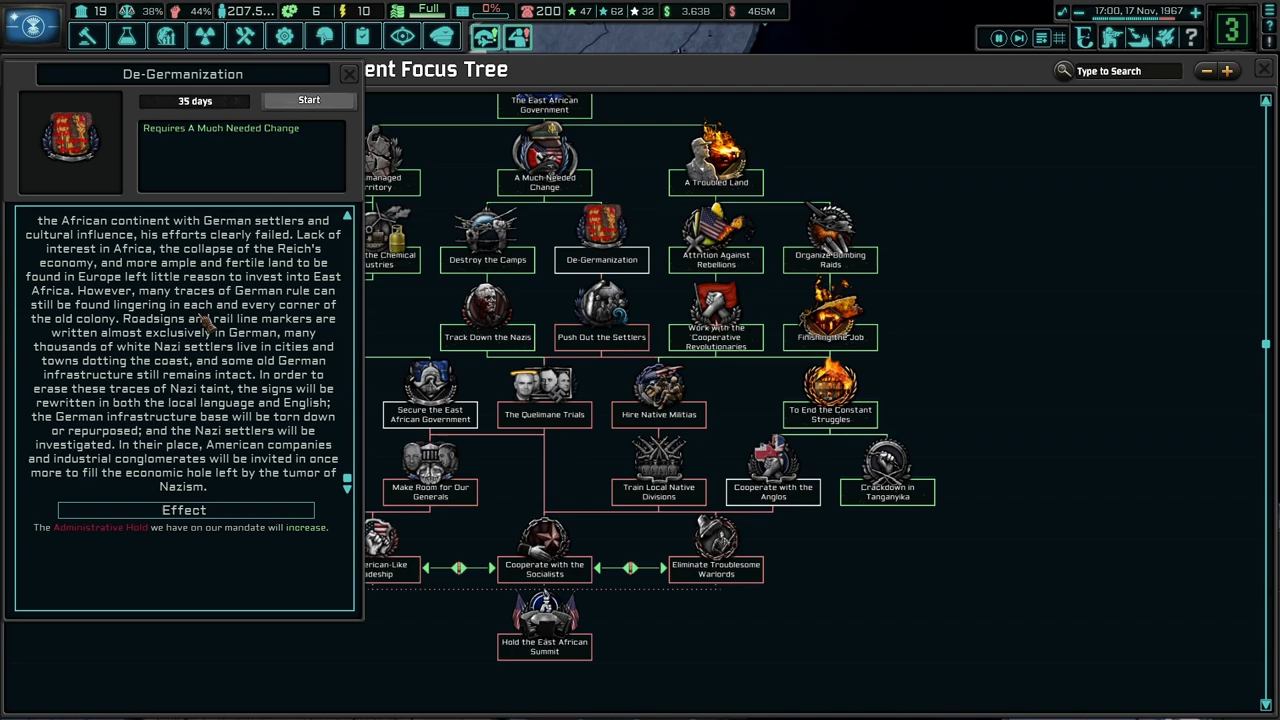 19 38% 44% 207.5... 6 10 Full 0% 200 47 62 32 3.63B $ 465M
17:00, 17 Nov, 1967
3
De-Germanization
ent Focus Tree
Type to Search
35 days
Start
Requires A Much Needed Change
the African continent with German settlers and
cultural influence, his efforts clearly failed. Lack of
interest in Africa, the collapse of the Reich's
economy, and more ample and fertile land to be
found in Europe left little reason to invest into East
Africa. However, many traces of German rule can
still be found lingering in each and every corner of
the old colony. Roadsigns and rail line markers are
written almost exclusively in German, many
thousands of white Nazi settlers live in cities and
towns dotting the coast, and some old German
infrastructure still remains intact. In order to
erase these traces of Nazi taint, the signs will be
rewritten in both the local language and English;
the German infrastructure base will be torn down
or repurposed; and the Nazi settlers will be
investigated. In their place, American companies
and industrial conglomerates will be invited in once
more to fill the economic hole left by the tumor of
Nazism.
Effect
The Administrative Hold we have on our mandate will increase.
The East African
Government
managed
rritory
A Much Needed
Change
A Troubled Land
the Chemical
ustries
Destroy the Camps
De-Germanization
Attrition Against
Rebellions
Organize Bombing
Raids
Track Down the Nazis
Push Out the Settlers
Work With the
Cooperative
Revolutionaries
Finishing the Job
Secure the East
African Government
The Quelimane Trials
Hire Native Militias
To End the Constant
Struggles
Make Room for Our
Generals
Train Local Native
Divisions
Cooperate with the
Anglos
Crackdown in
Tanganyika
erican-Like
adeship
Cooperate with the
Socialists
Eliminate Troublesome
Warlords
Hold the East African
Summit